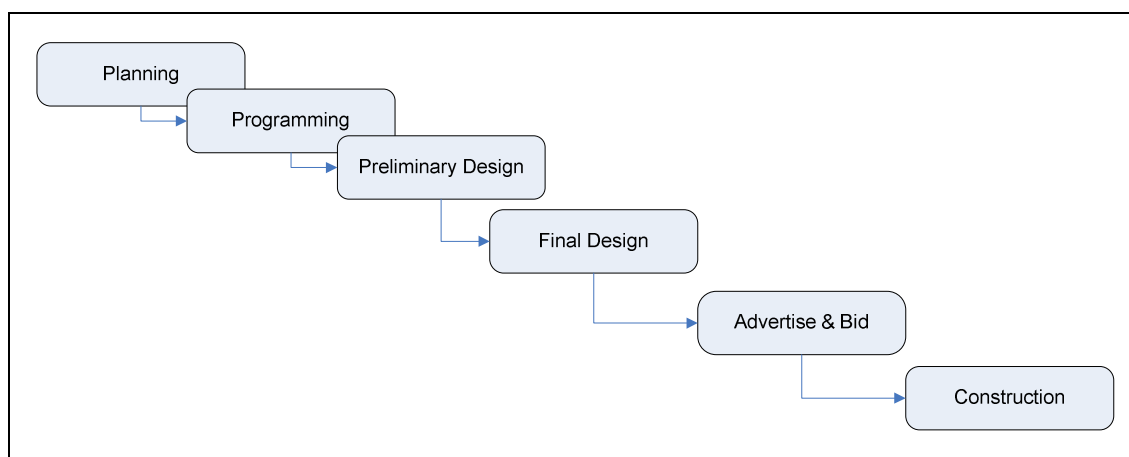 Planning
Programming
Preliminary Design
Final Design
Advertise & Bid
Construction